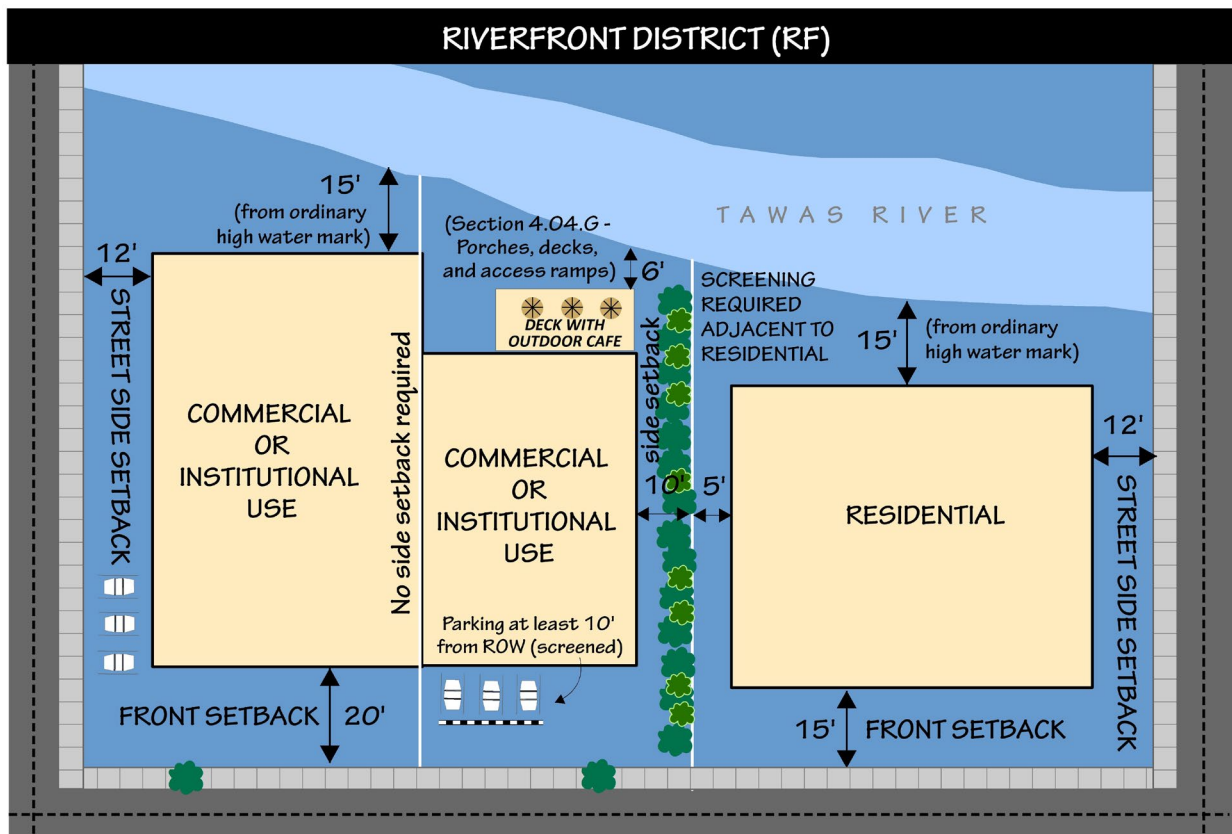 RIVERFRONT DISTRICT (RF)
15'
(from ordinary
high water mark)
12'
STREET SIDE SETBACK
COMMERCIAL
OR
INSTITUTIONAL
USE
No side setback required
(Section 4.04.G -
Porches, decks,
and access ramps)
6'
DECK WITH
OUTDOOR CAFE
COMMERCIAL
OR
INSTITUTIONAL
USE
side setback
10'
5'
TAWAS RIVER
SCREENING
REQUIRED
ADJACENT TO
RESIDENTIAL
15'
(from ordinary
high water mark)
RESIDENTIAL
12'
STREET SIDE SETBACK
Parking at least 10'
from ROW (screened)
FRONT SETBACK 20'
15' FRONT SETBACK